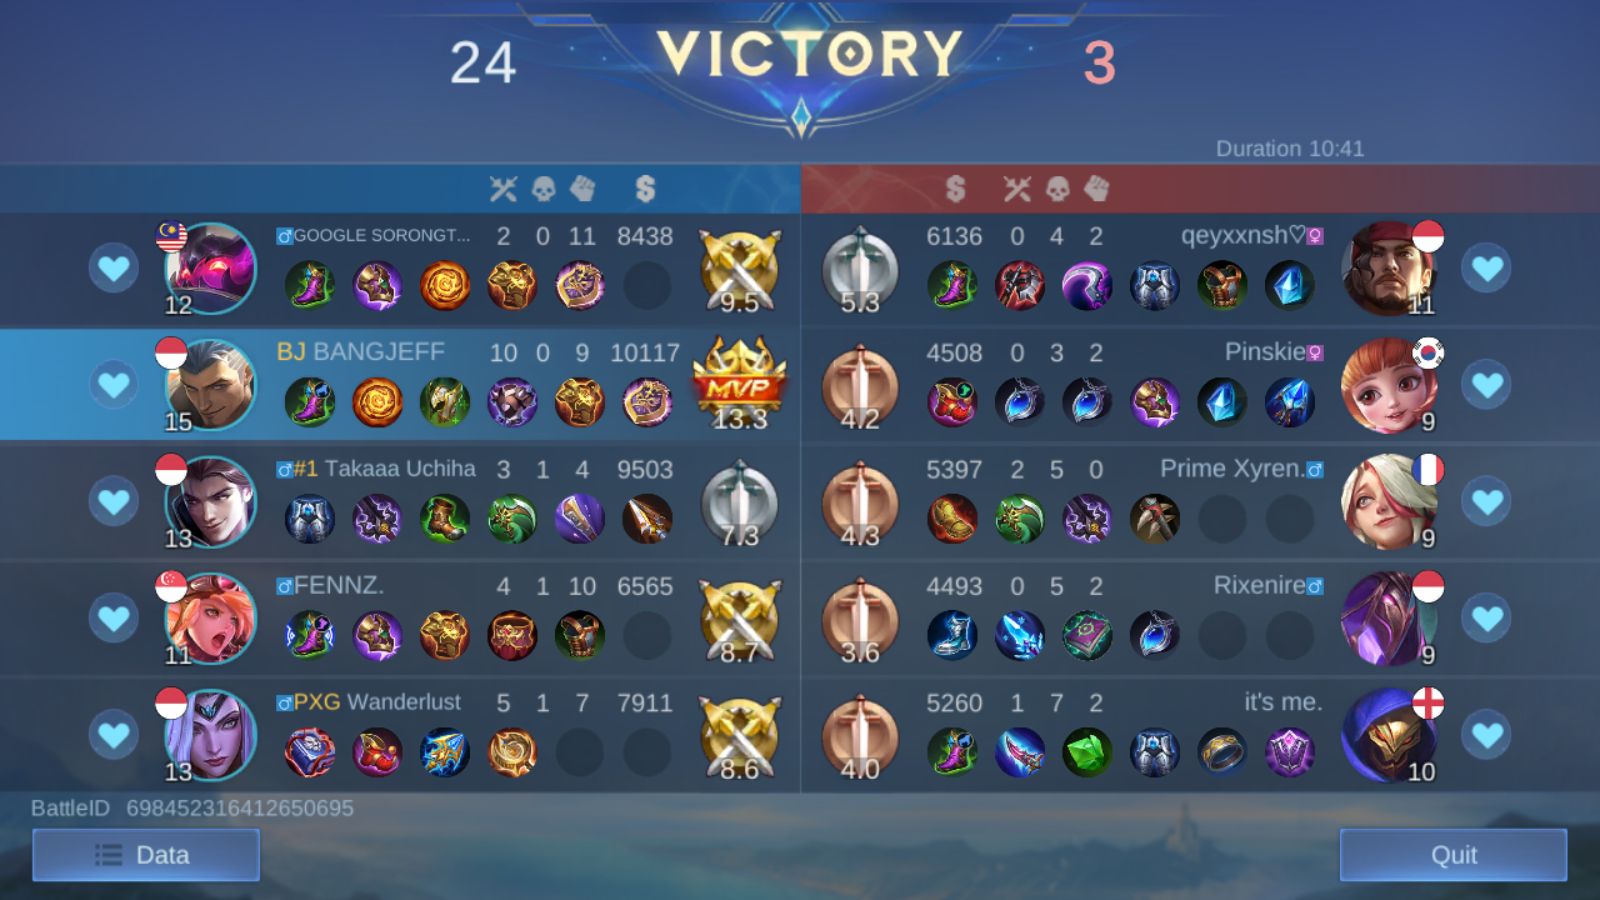 24 VICTORY 3
Duration 10:41
GOOGLE SORONGT... 2 0 11 8438
12 9.5
6136 0 4 2 qeyxxnsh♡
5.3 11
BJ BANGJEFF 10 0 9 10117
15 MVP 13.3
4508 0 3 2 Pinskie
4.2 9
#1 Takaaa Uchiha 3 1 4 9503
13 7.3
5397 2 5 0 Prime Xyren.
4.3 9
FENNZ. 4 1 10 6565
11 8.7
4493 0 5 2 Rixenire
3.6 9
PXG Wanderlust 5 1 7 7911
13 8.6
5260 1 7 2 it's me.
4.0 10
BattleID 698452316412650695
Data
Quit